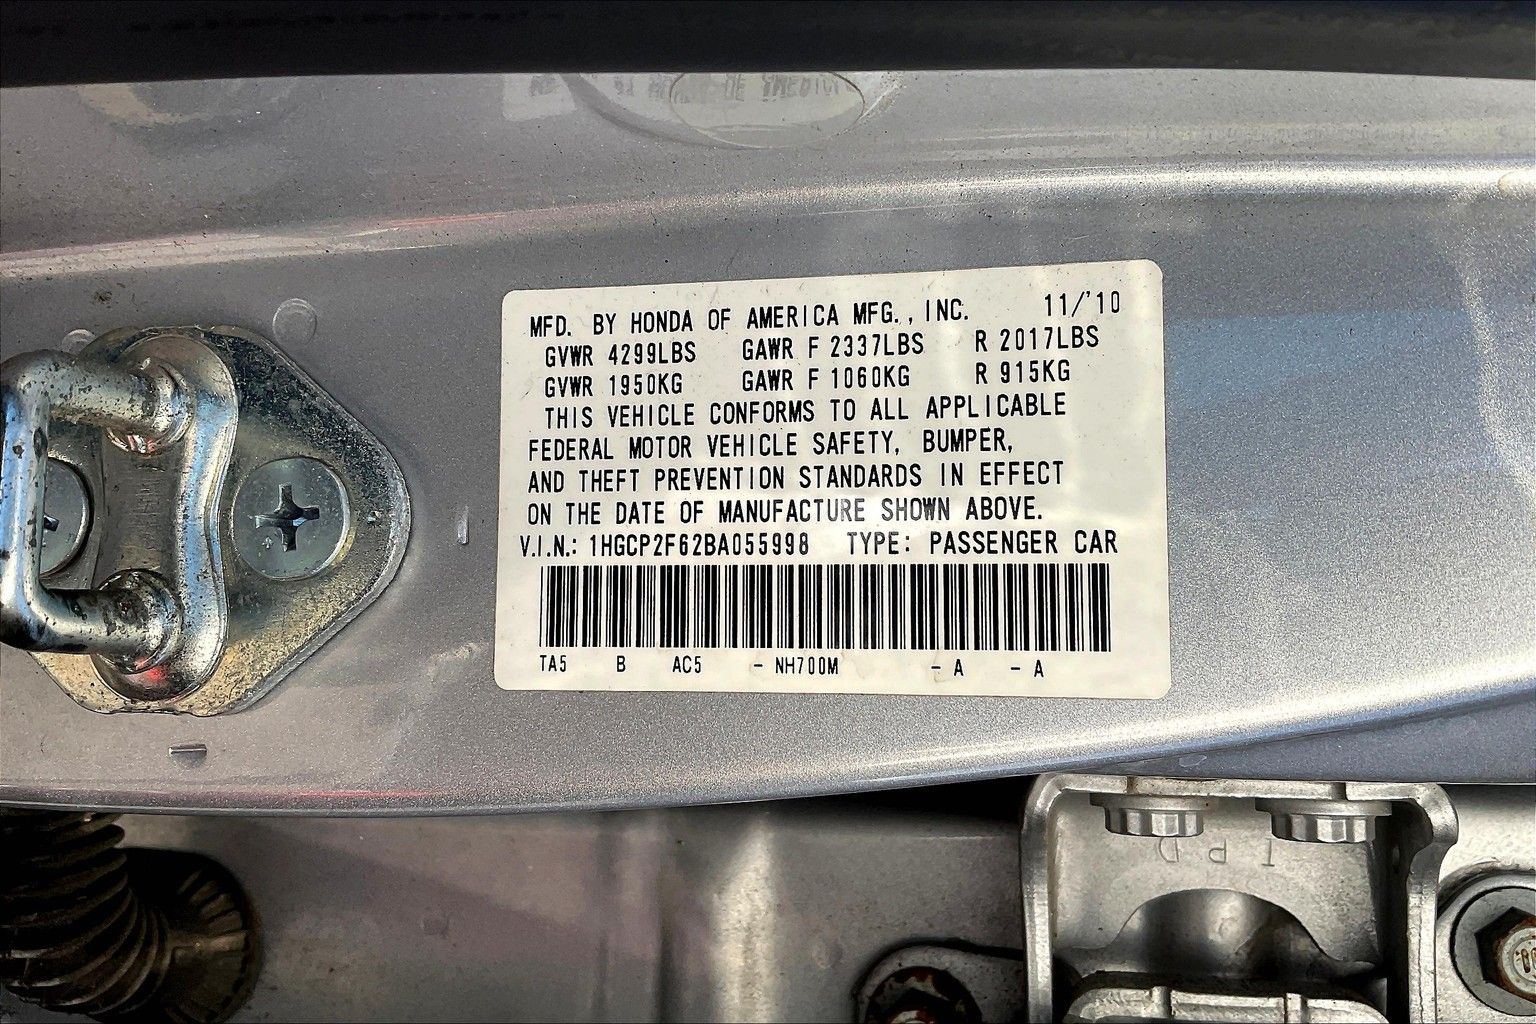 MFD. BY HONDA OF AMERICA MFG., INC. 11/'10
GVWR 4299LBS GAWR F 2337LBS R 2017LBS
GVWR 1950KG GAWR F 1060KG R 915KG
THIS VEHICLE CONFORMS TO ALL APPLICABLE
FEDERAL MOTOR VEHICLE SAFETY, BUMPER,
AND THEFT PREVENTION STANDARDS IN EFFECT
ON THE DATE OF MANUFACTURE SHOWN ABOVE.
V.I.N.: 1HGCP2F62BA055998 TYPE: PASSENGER CAR
TA5 B AC5 - NH700M - A - A